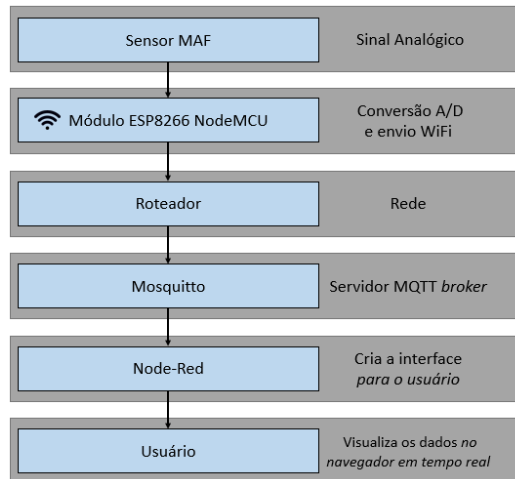 Sensor MAF
Sinal Analógico
Módulo ESP8266 NodeMCU
Conversão A/D
e envio WiFi
Roteador
Rede
Mosquitto
Servidor MQTT broker
Node-Red
Cria a interface
para o usuário
Usuário
Visualiza os dados no
navegador em tempo real